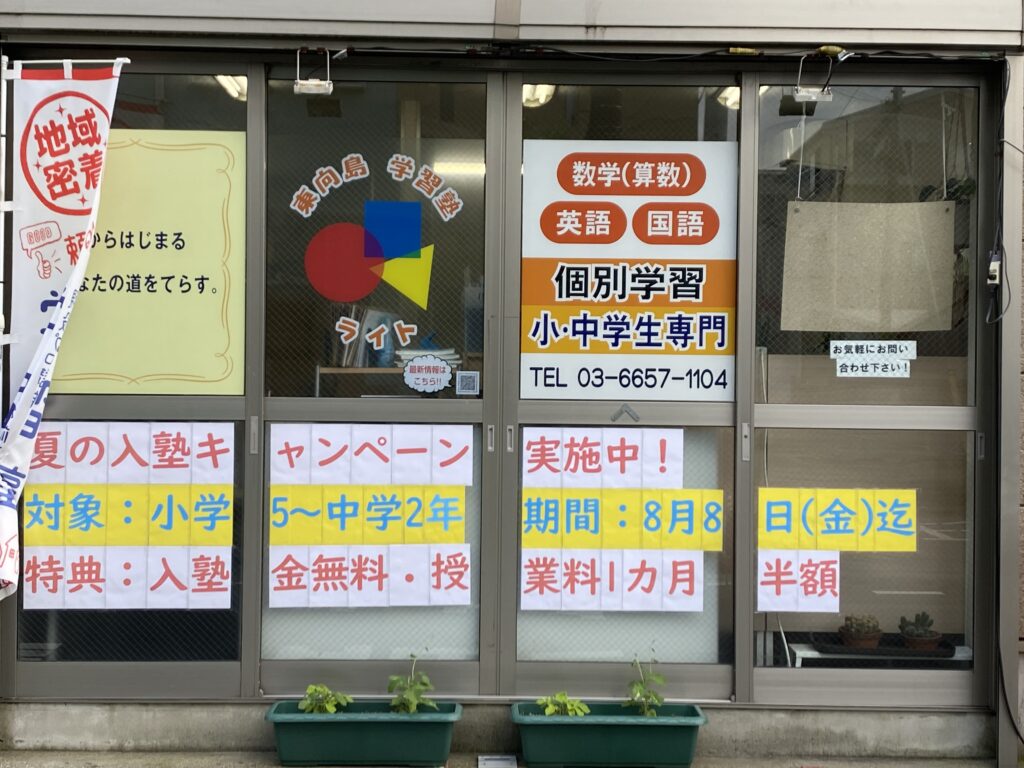 地域
密着
GOOD
頼
からはじまる
なたの道をてらす。
東向島 学習塾
ライト
最新情報は
こちら!!
数学(算数)
英語 国語
個別学習
小・中学生専門
TEL 03-6657-1104
お気軽にお問い
合わせ下さい！
夏の入塾キャンペーン実施中！
対象：小学5～中学2年 期間：8月8日(金)迄
特典：入塾金無料・授業料1カ月半額